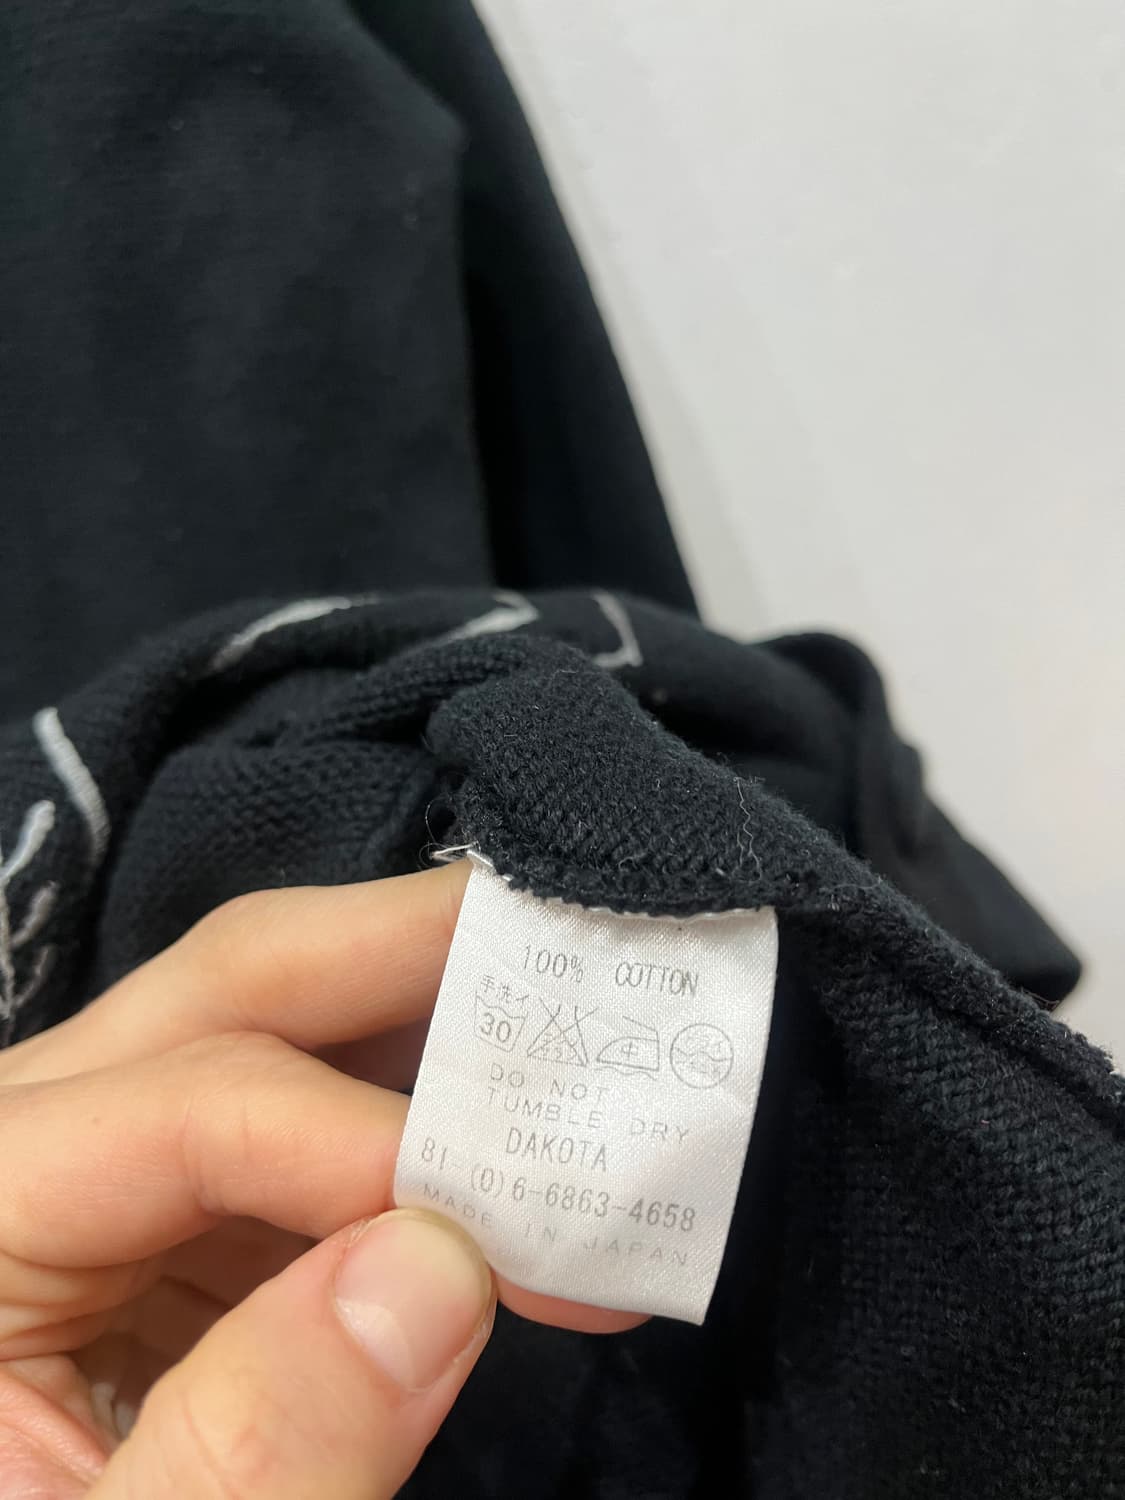 100% COTTON
手洗イ
30
中
DO NOT
TUMBLE DRY
DAKOTA
81-(0)6-6863-4658
MADE IN JAPAN